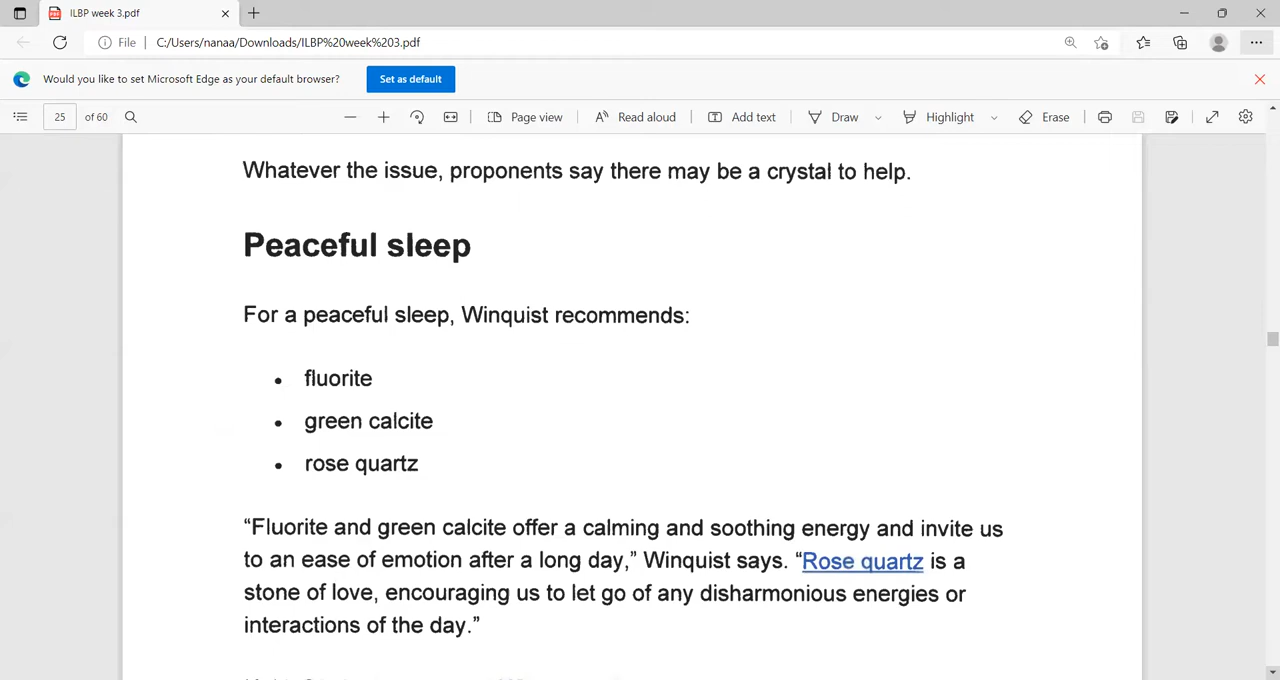 ILBP week 3.pdf
File C:/Users/nanaa/Downloads/ILBP%20week%203.pdf
Would you like to set Microsoft Edge as your default browser? Set as default
25 of 60 Page view Read aloud Add text Draw Highlight Erase
Whatever the issue, proponents say there may be a crystal to help.
Peaceful sleep
For a peaceful sleep, Winquist recommends:
• fluorite
• green calcite
• rose quartz
“Fluorite and green calcite offer a calming and soothing energy and invite us
to an ease of emotion after a long day,” Winquist says. “Rose quartz is a
stone of love, encouraging us to let go of any disharmonious energies or
interactions of the day.”